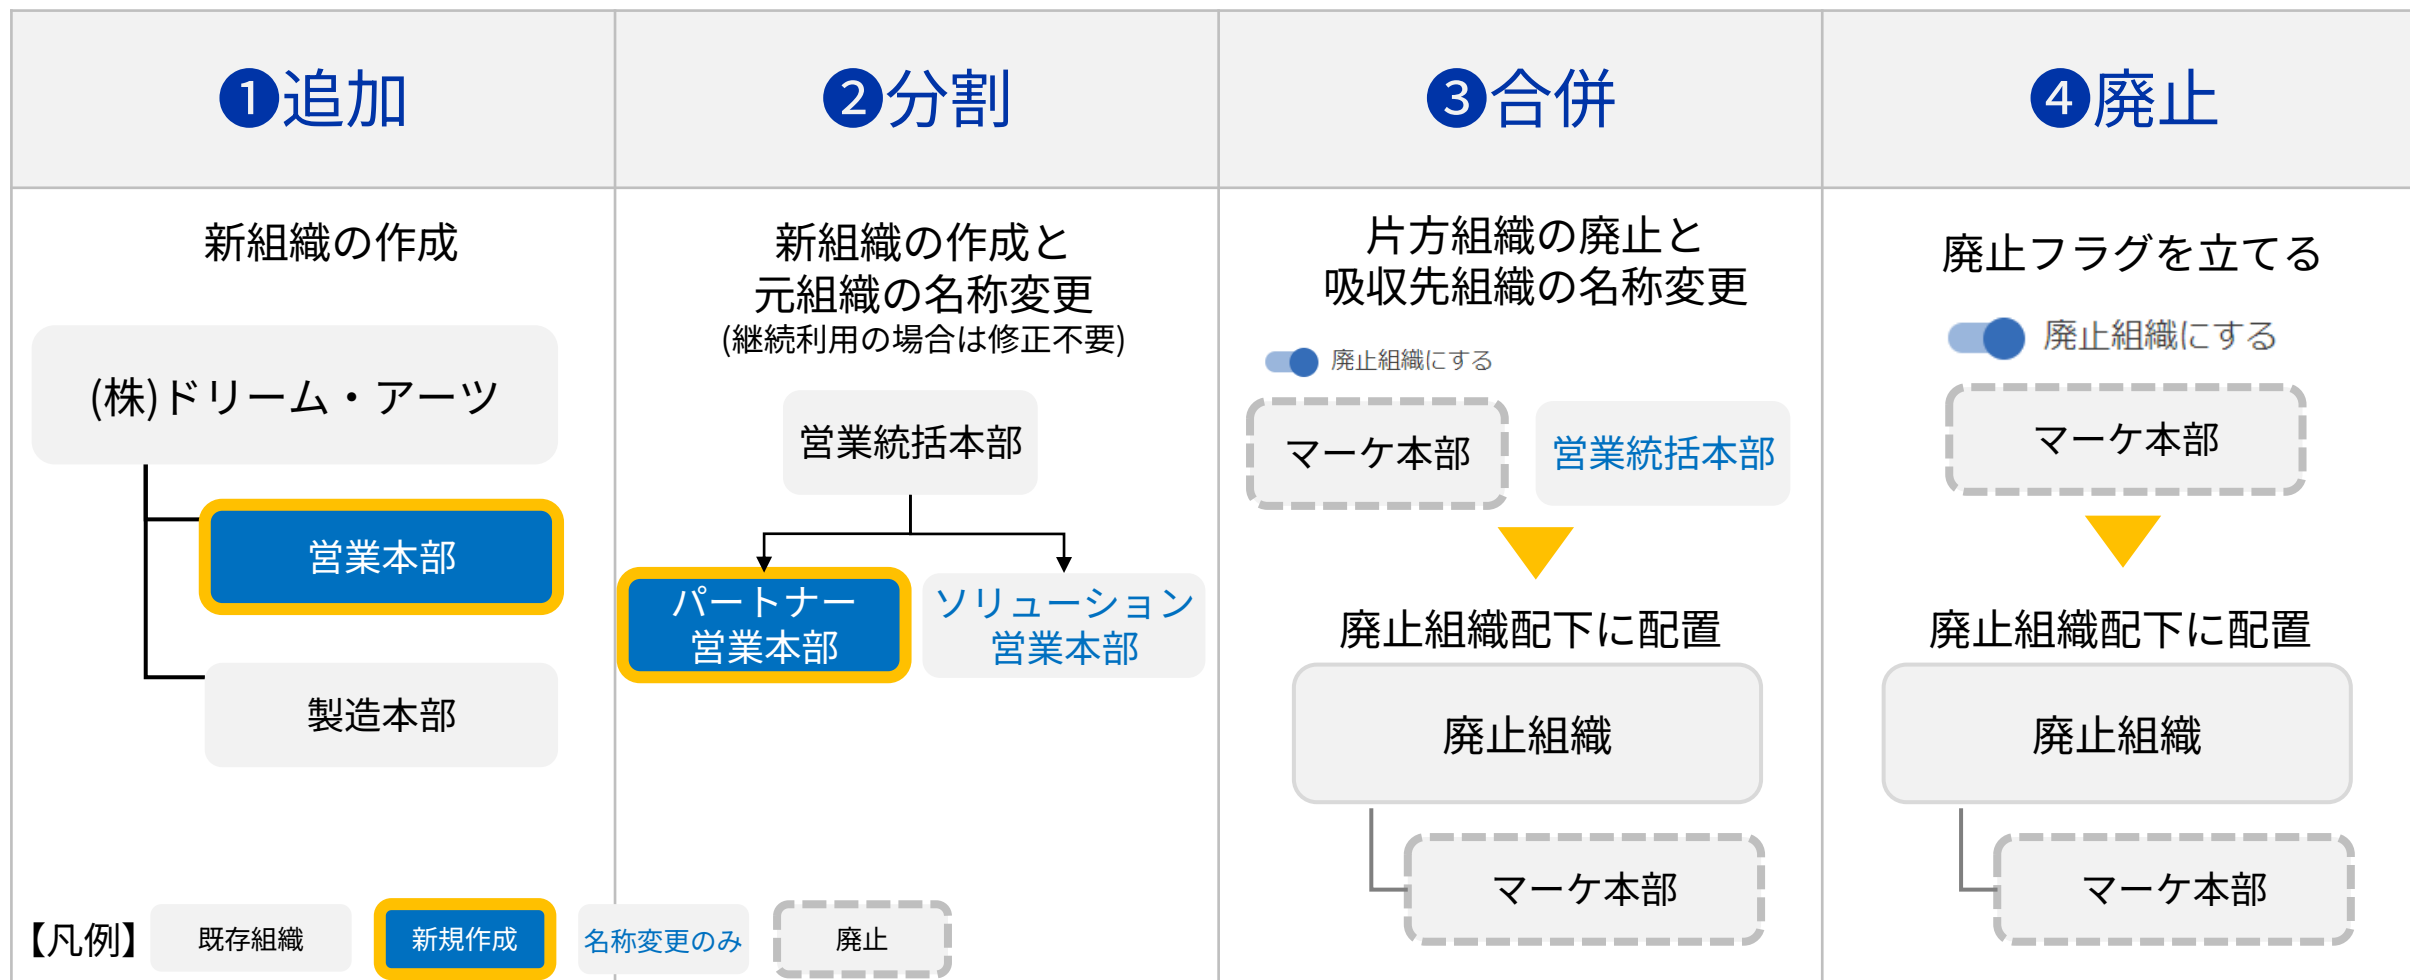 ❶追加
❷分割
❸合併
❹廃止
新組織の作成
(株)ドリーム・アーツ
営業本部
製造本部
新組織の作成と
元組織の名称変更
(継続利用の場合は修正不要)
営業統括本部
パートナー
営業本部
ソリューション
営業本部
片方組織の廃止と
吸収先組織の名称変更
廃止組織にする
マーケ本部
営業統括本部
廃止組織配下に配置
廃止組織
マーケ本部
廃止フラグを立てる
廃止組織にする
マーケ本部
廃止組織配下に配置
廃止組織
マーケ本部
【凡例】
既存組織
新規作成
名称変更のみ
廃止